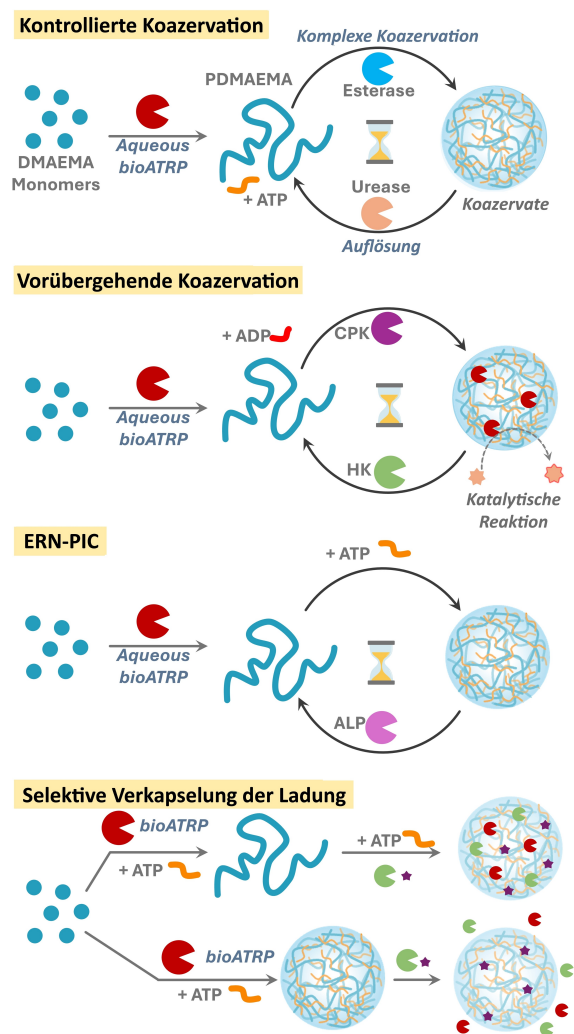 Kontrollierte Koazervation
Komplexe Koazervation
PDMAEMA
Esterase
DMAEMA
Monomers
Aqueous
bioATRP
+ ATP
Urease
Koazervate
Auflösung
Vorübergehende Koazervation
+ ADP
CPK
Aqueous
bioATRP
HK
Katalytische
Reaktion
ERN-PIC
+ ATP
Aqueous
bioATRP
ALP
Selektive Verkapselung der Ladung
bioATRP
+ ATP
+ ATP
bioATRP
+ ATP